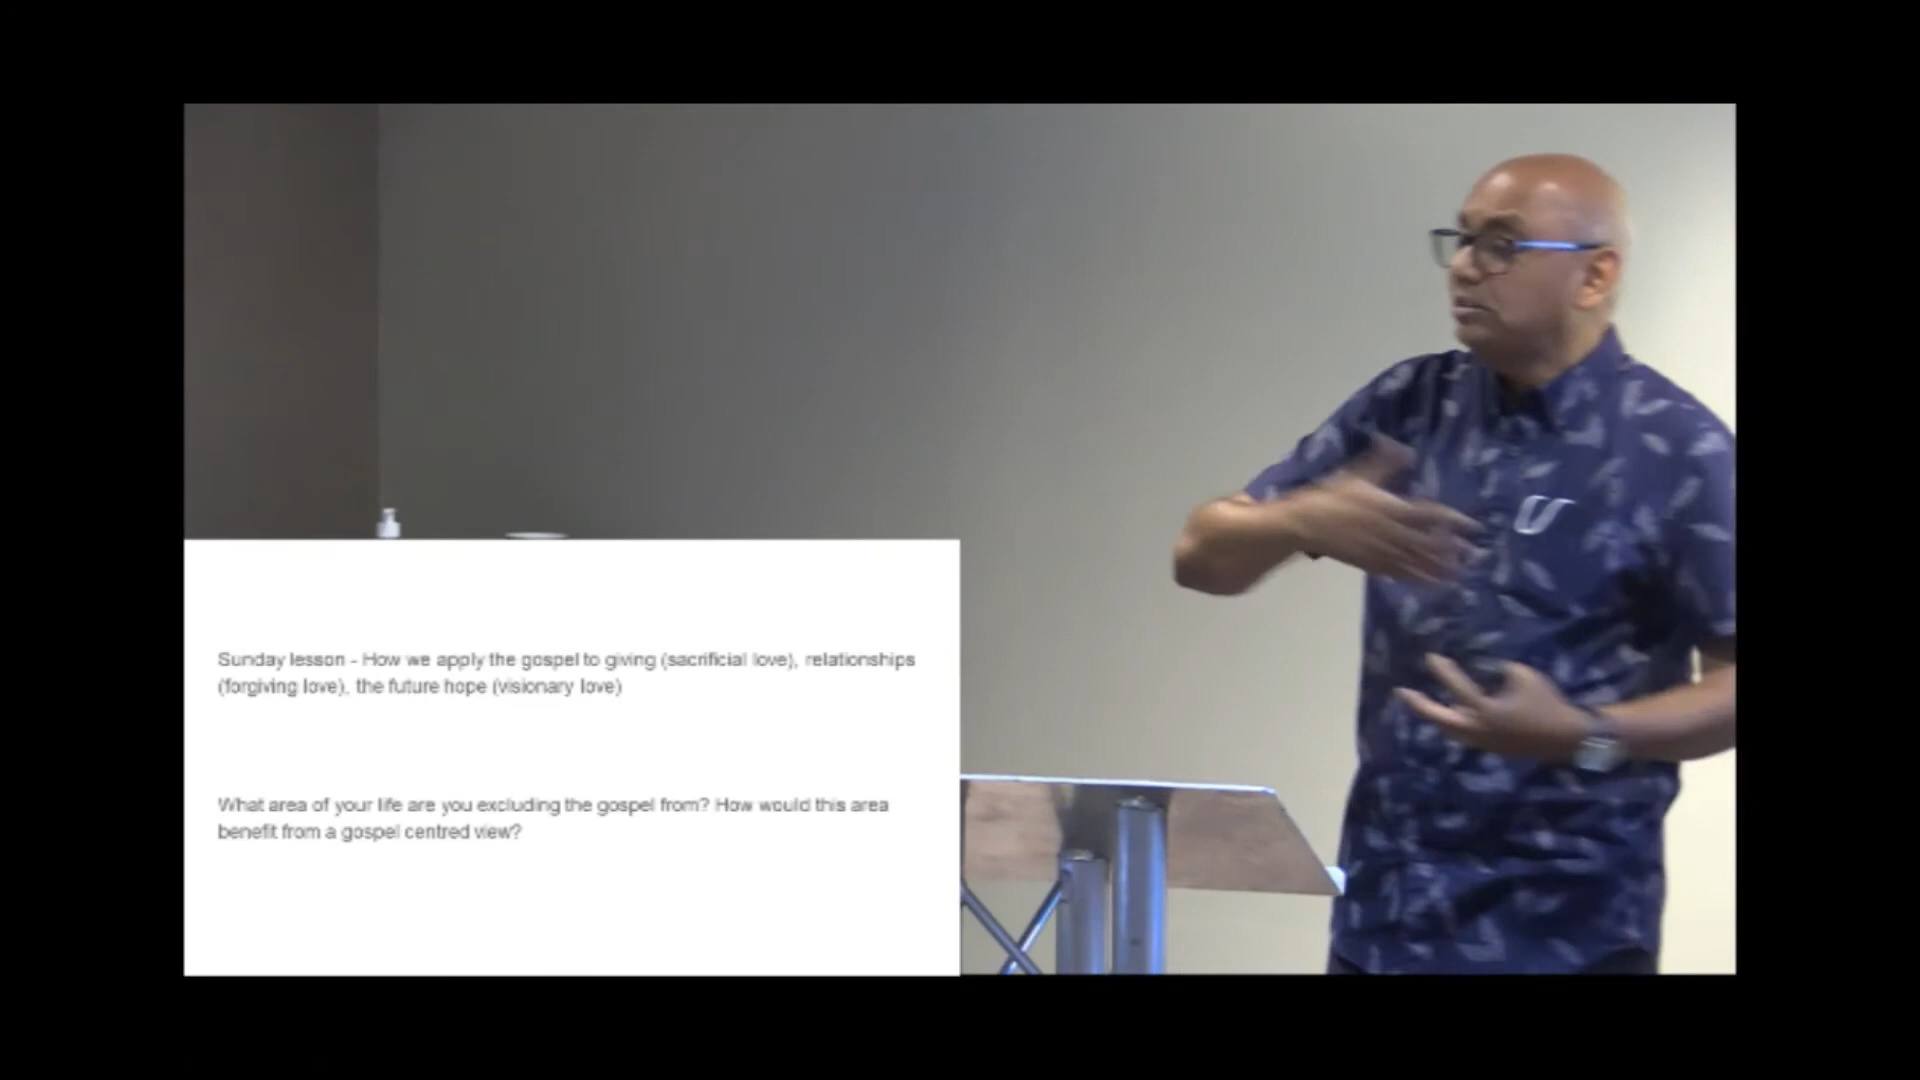 Sunday lesson - How we apply the gospel to giving (sacrificial love), relationships
(forgiving love), the future hope (visionary love)
What area of your life are you excluding the gospel from? How would this area
benefit from a gospel centred view?